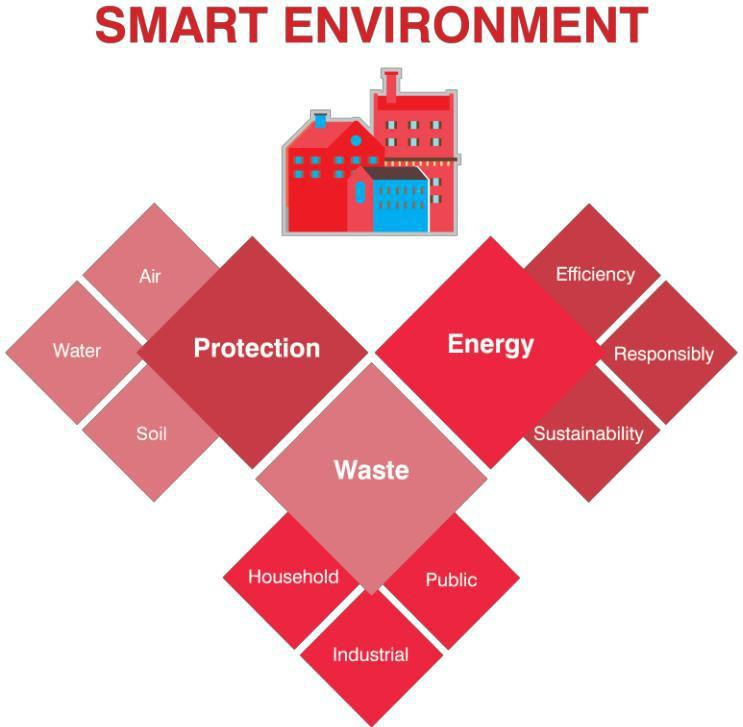 SMART ENVIRONMENT
Air
Water
Soil
Protection
Energy
Efficiency
Responsibly
Sustainability
Waste
Household
Public
Industrial